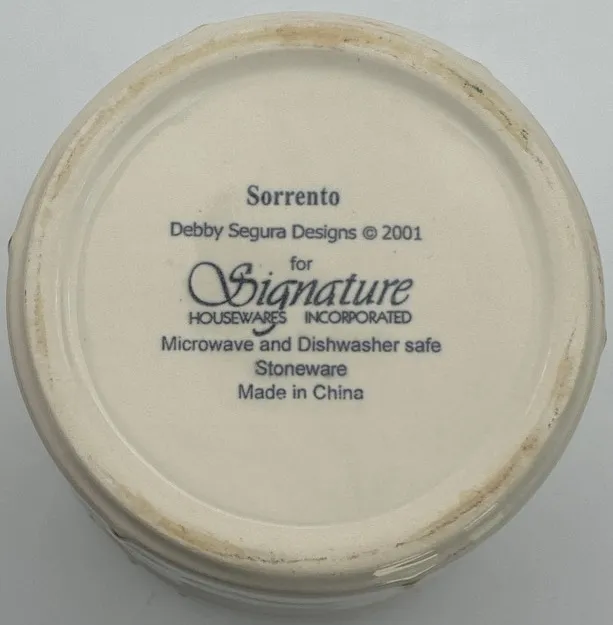 Sorrento
Debby Segura Designs © 2001
for
Signature
HOUSEWARES INCORPORATED
Microwave and Dishwasher safe
Stoneware
Made in China